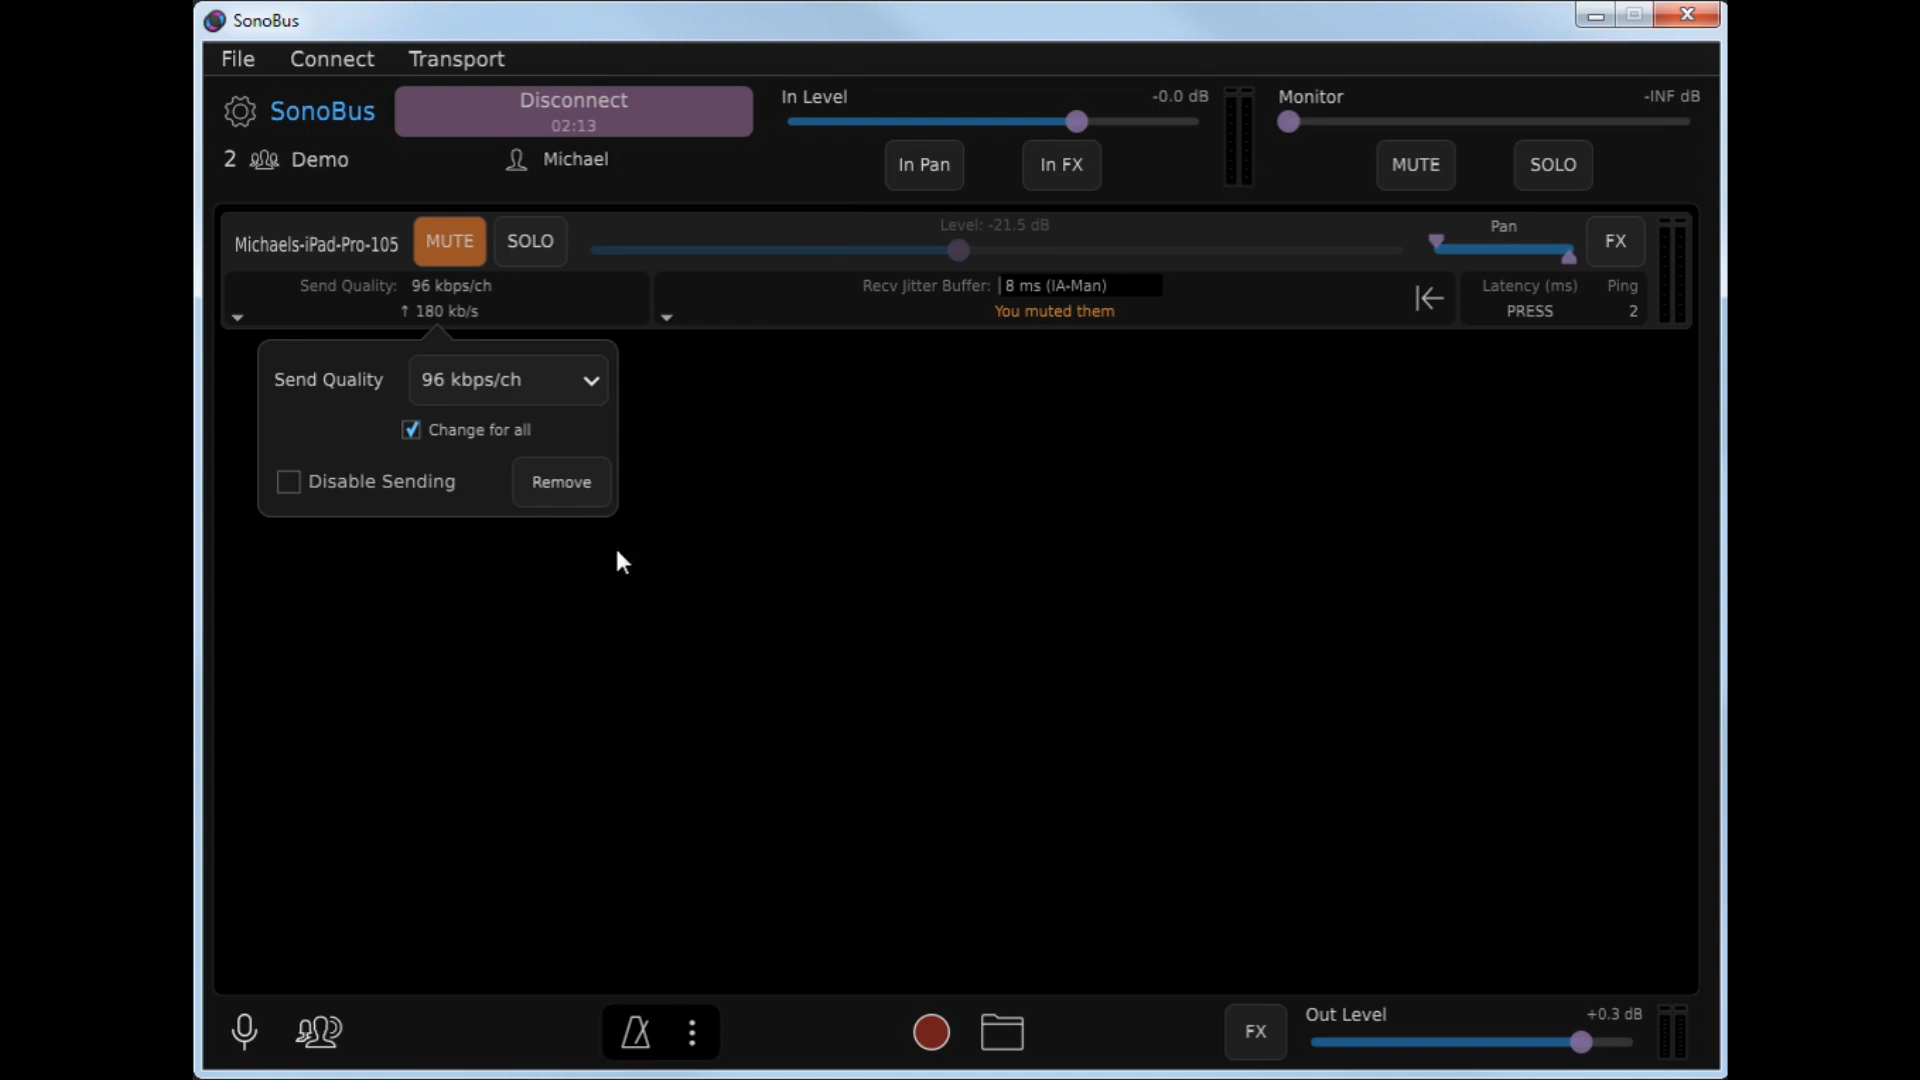 SonoBus
File Connect Transport
SonoBus
Disconnect
02:13
2 Demo
Michael
In Level -0.0 dB
In Pan In FX
Monitor -INF dB
MUTE SOLO
Michaels-iPad-Pro-105 MUTE SOLO
Level: -21.5 dB
Pan
FX
Send Quality: 96 kbps/ch
↑ 180 kb/s
Recv Jitter Buffer: 8 ms (IA-Man)
You muted them
Latency (ms) Ping
PRESS 2
Send Quality 96 kbps/ch
Change for all
Disable Sending Remove
FX
Out Level +0.3 dB